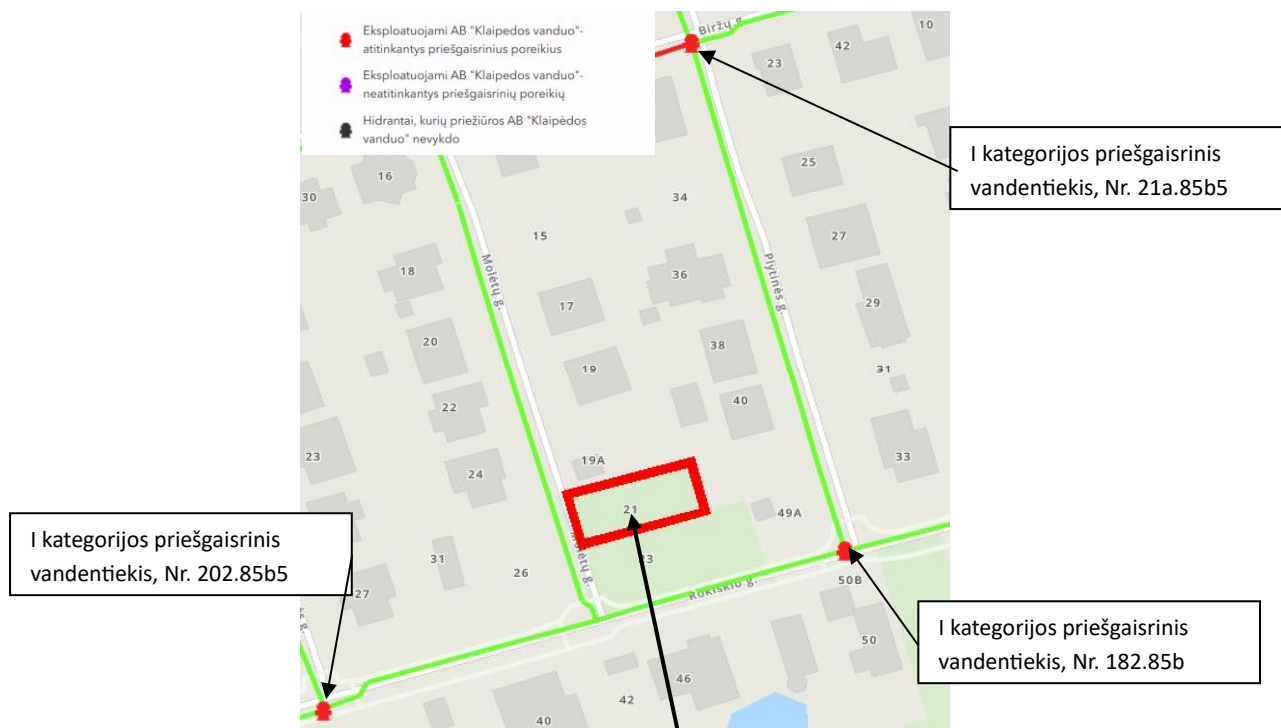 Eksploatuojami AB "Klaipedos vanduo"-
atitinkantys priešgaisrinius poreikius
Eksploatuojami AB "Klaipedos vanduo"-
neatitinkantys priešgaisrinių poreikių
Hidrantai, kurių priežiūros AB "Klaipėdos
vanduo" nevykdo
Biržų g.
10
42
23
I kategorijos priešgaisrinis
vandentiekis, Nr. 21a.85b5
25
16
30
34
27
15
Molėtų g.
Plytinės g.
18
36
17
29
20
38
19
31
22
40
23
19A
33
24
21
49A
I kategorijos priešgaisrinis
vandentiekis, Nr. 202.85b5
31
26
Molėtų g.
23
27
Rokiškio g.
50B
ės g.
I kategorijos priešgaisrinis
vandentiekis, Nr. 182.85b
50
46
42
40